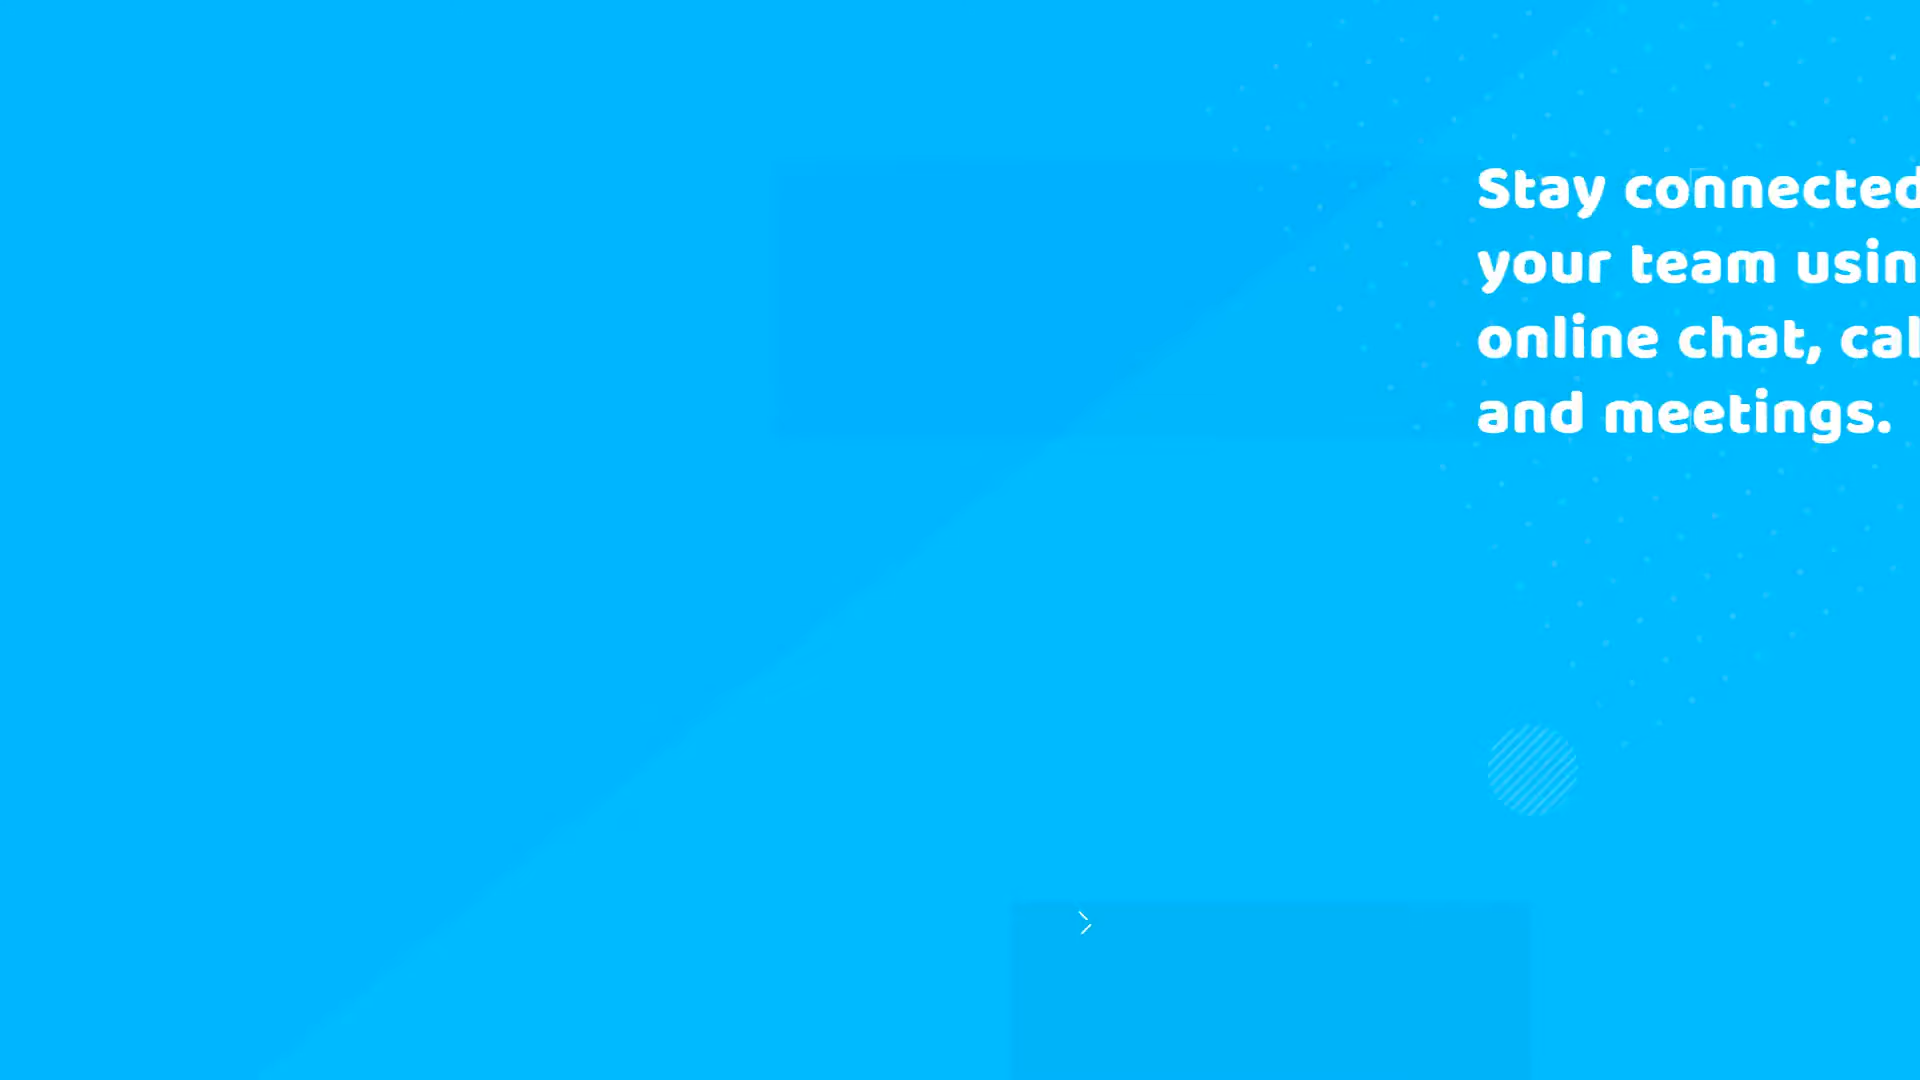 Stay connected
your team usin
online chat, cal
and meetings.